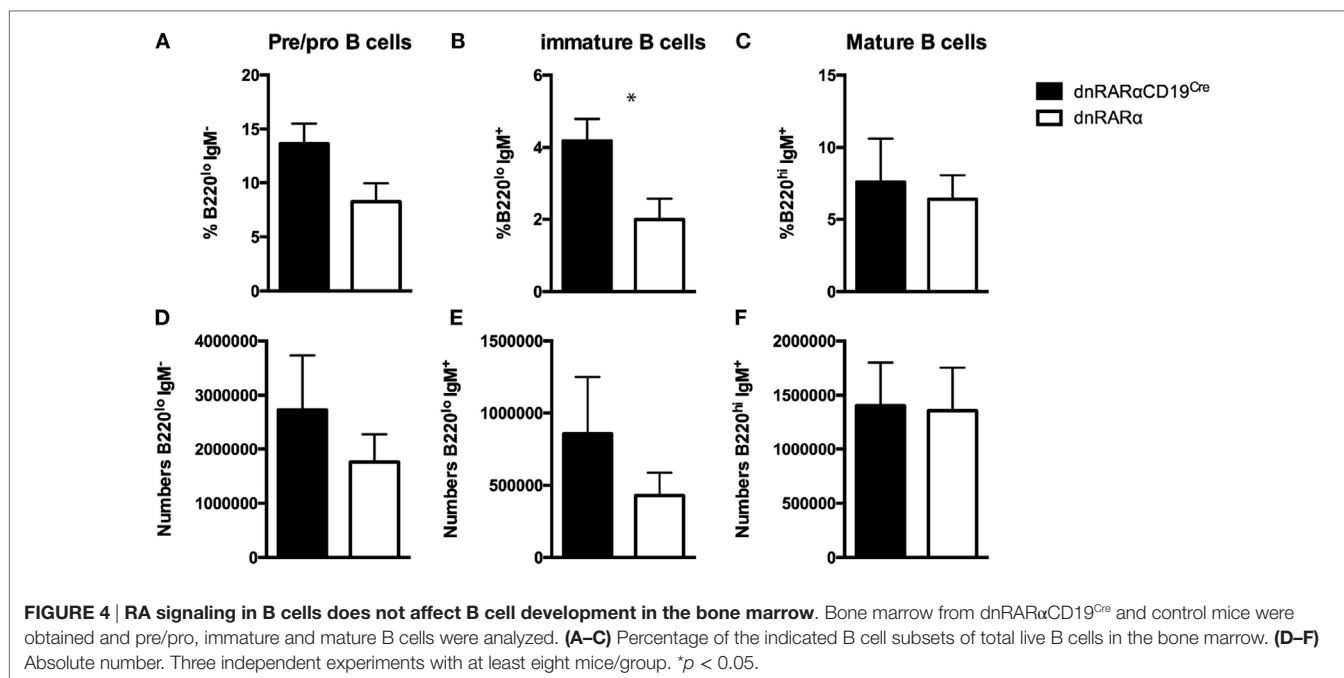 A Pre/pro B cells
20
15
10
5
0
% B220lo IgM-
B immature B cells
6
4
2
0
%B220lo IgM+
*
C Mature B cells
15
10
5
0
%B220hi IgM+
dnRARαCD19Cre
dnRARα
D
4000000
3000000
2000000
1000000
0
Numbers B220lo IgM-
E
1500000
1000000
500000
0
Numbers B220lo IgM+
F
2000000
1500000
1000000
500000
0
Numbers B220hi IgM+
FIGURE 4 | RA signaling in B cells does not affect B cell development in the bone marrow. Bone marrow from dnRARαCD19Cre and control mice were
obtained and pre/pro, immature and mature B cells were analyzed. (A–C) Percentage of the indicated B cell subsets of total live B cells in the bone marrow. (D–F)
Absolute number. Three independent experiments with at least eight mice/group. *p < 0.05.